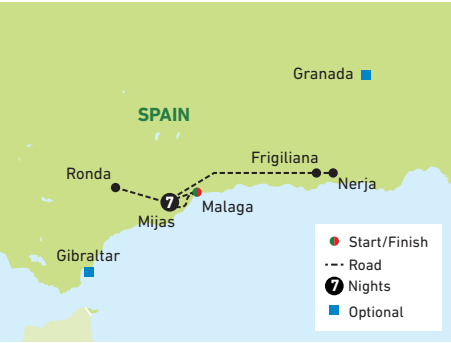 Granada
SPAIN
Frigiliana
Ronda
Nerja
7
Malaga
Mijas
Gibraltar
Start/Finish
Road
7 Nights
Optional